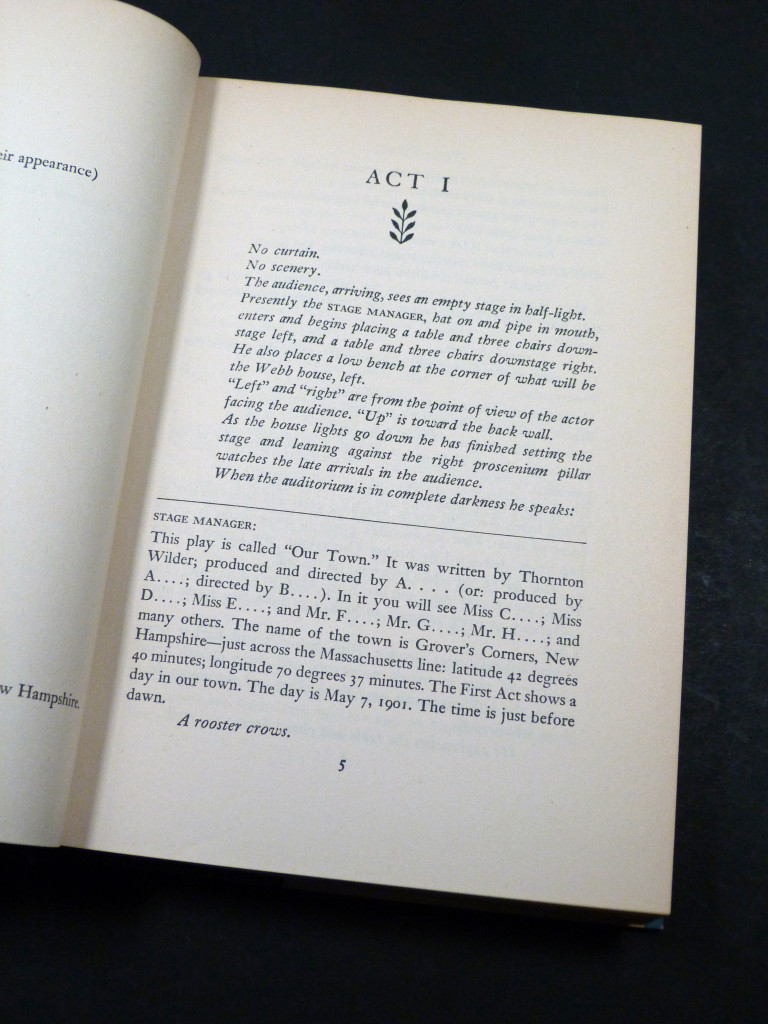 eir appearance)
w Hampshire.
ACT I
No curtain.
No scenery.
The audience, arriving, sees an empty stage in half-light.
Presently the STAGE MANAGER, hat on and pipe in mouth,
enters and begins placing a table and three chairs down-
stage left, and a table and three chairs downstage right.
He also places a low bench at the corner of what will be
the Webb house, left.
"Left" and "right" are from the point of view of the actor
facing the audience. "Up" is toward the back wall.
As the house lights go down he has finished setting the
stage and leaning against the right proscenium pillar
watches the late arrivals in the audience.
When the auditorium is in complete darkness he speaks:
STAGE MANAGER:
This play is called "Our Town." It was written by Thornton
Wilder; produced and directed by A. . . . (or: produced by
A. . . .; directed by B. . . .). In it you will see Miss C. . . .; Miss
D. . . .; Miss E. . . .; and Mr. F. . . .; Mr. G. . . .; Mr. H. . . .; and
many others. The name of the town is Grover's Corners, New
Hampshire—just across the Massachusetts line: latitude 42 degrees
40 minutes; longitude 70 degrees 37 minutes. The First Act shows a
day in our town. The day is May 7, 1901. The time is just before
dawn.
A rooster crows.
5